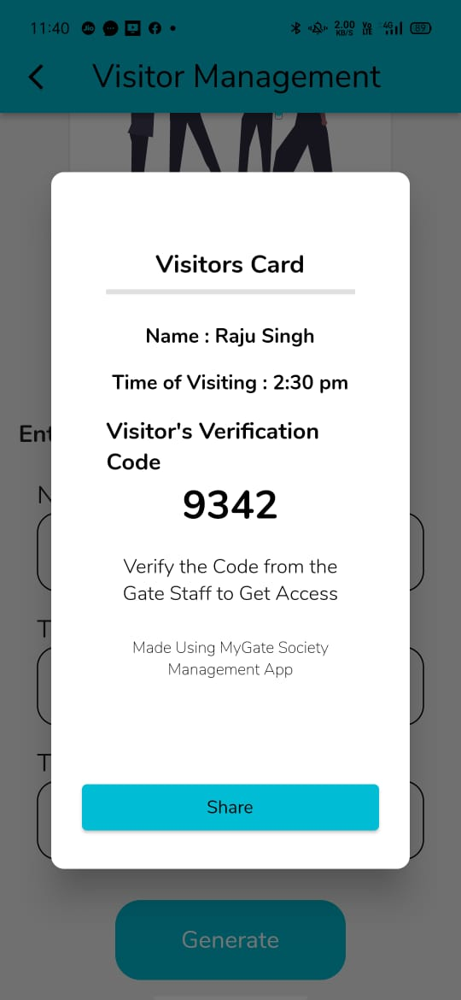 11:40
Jio
2.00
KB/S
Vo
LTE
4G
89
Visitor Management
Visitors Card
Name : Raju Singh
Time of Visiting : 2:30 pm
Visitor's Verification
Code
9342
Verify the Code from the
Gate Staff to Get Access
Made Using MyGate Society
Management App
Share
Generate